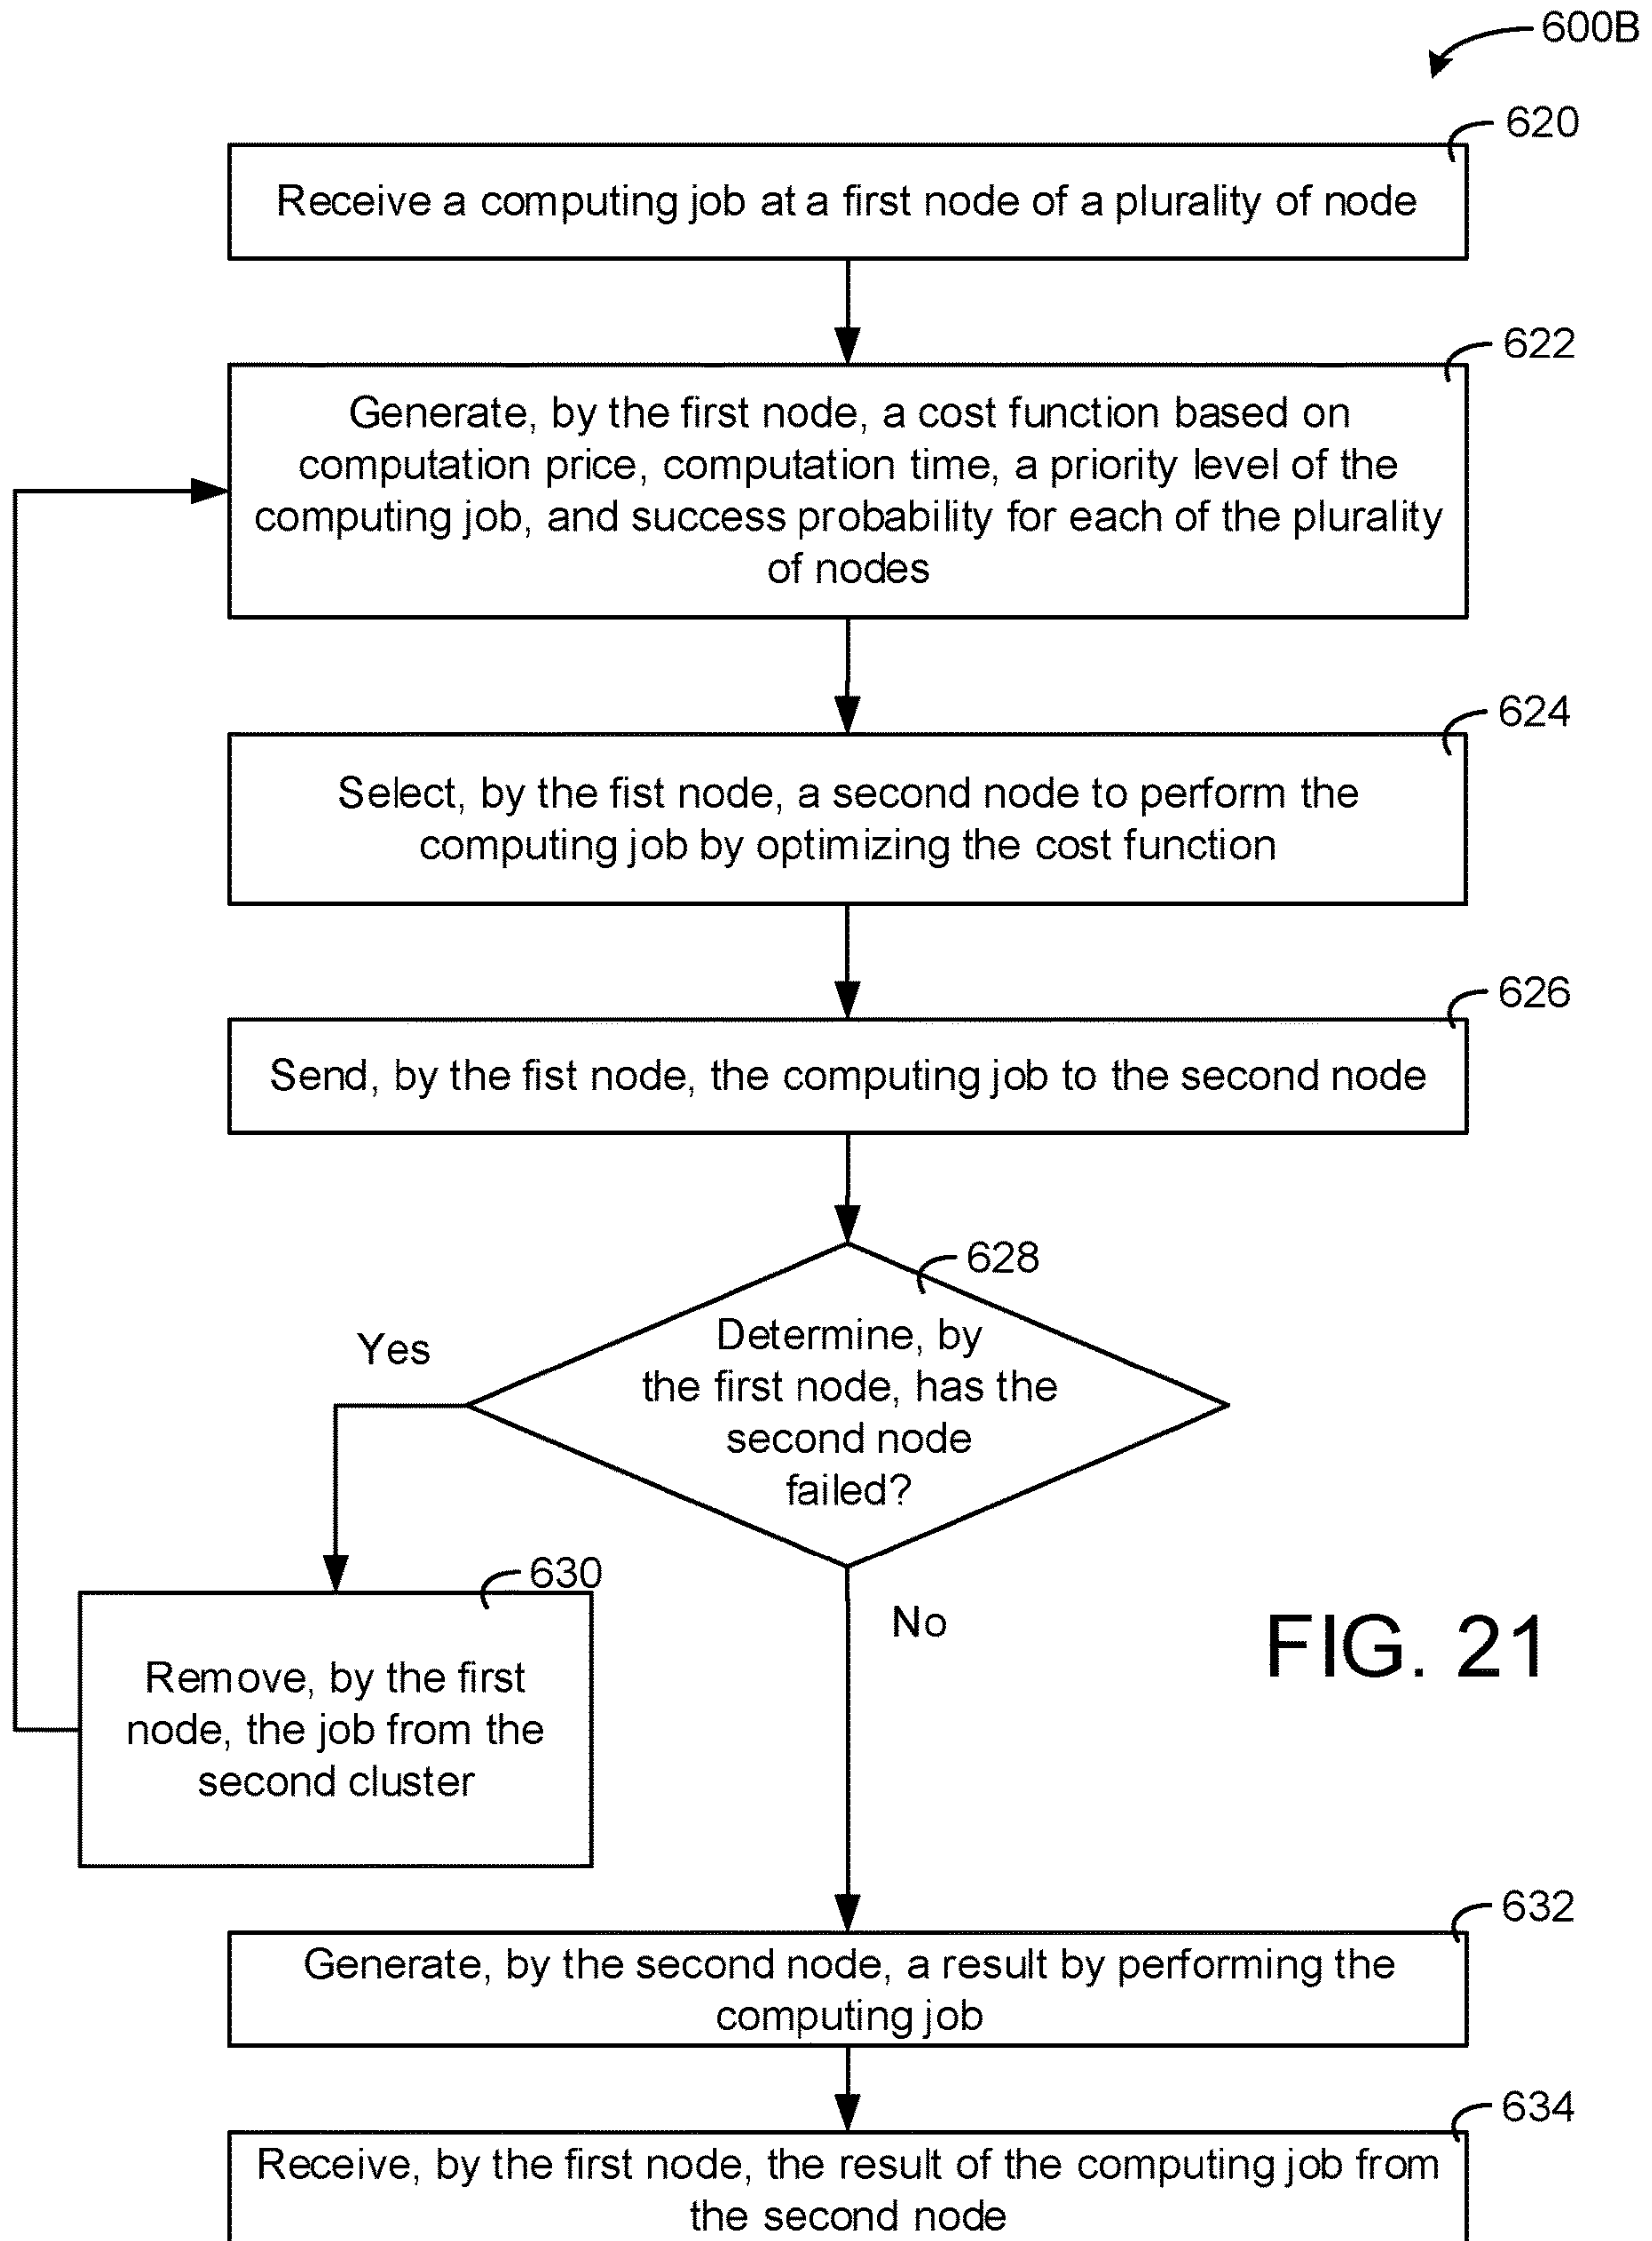 600B
620
Receive a computing job at a first node of a plurality of node
622
Generate, by the first node, a cost function based on
computation price, computation time, a priority level of the
computing job, and success probability for each of the plurality
of nodes
624
Select, by the fist node, a second node to perform the
computing job by optimizing the cost function
626
Send, by the fist node, the computing job to the second node
628
Determine, by
the first node, has the
second node
failed?
Yes
No
630
Remove, by the first
node, the job from the
second cluster
FIG. 21
632
Generate, by the second node, a result by performing the
computing job
634
Receive, by the first node, the result of the computing job from
the second node